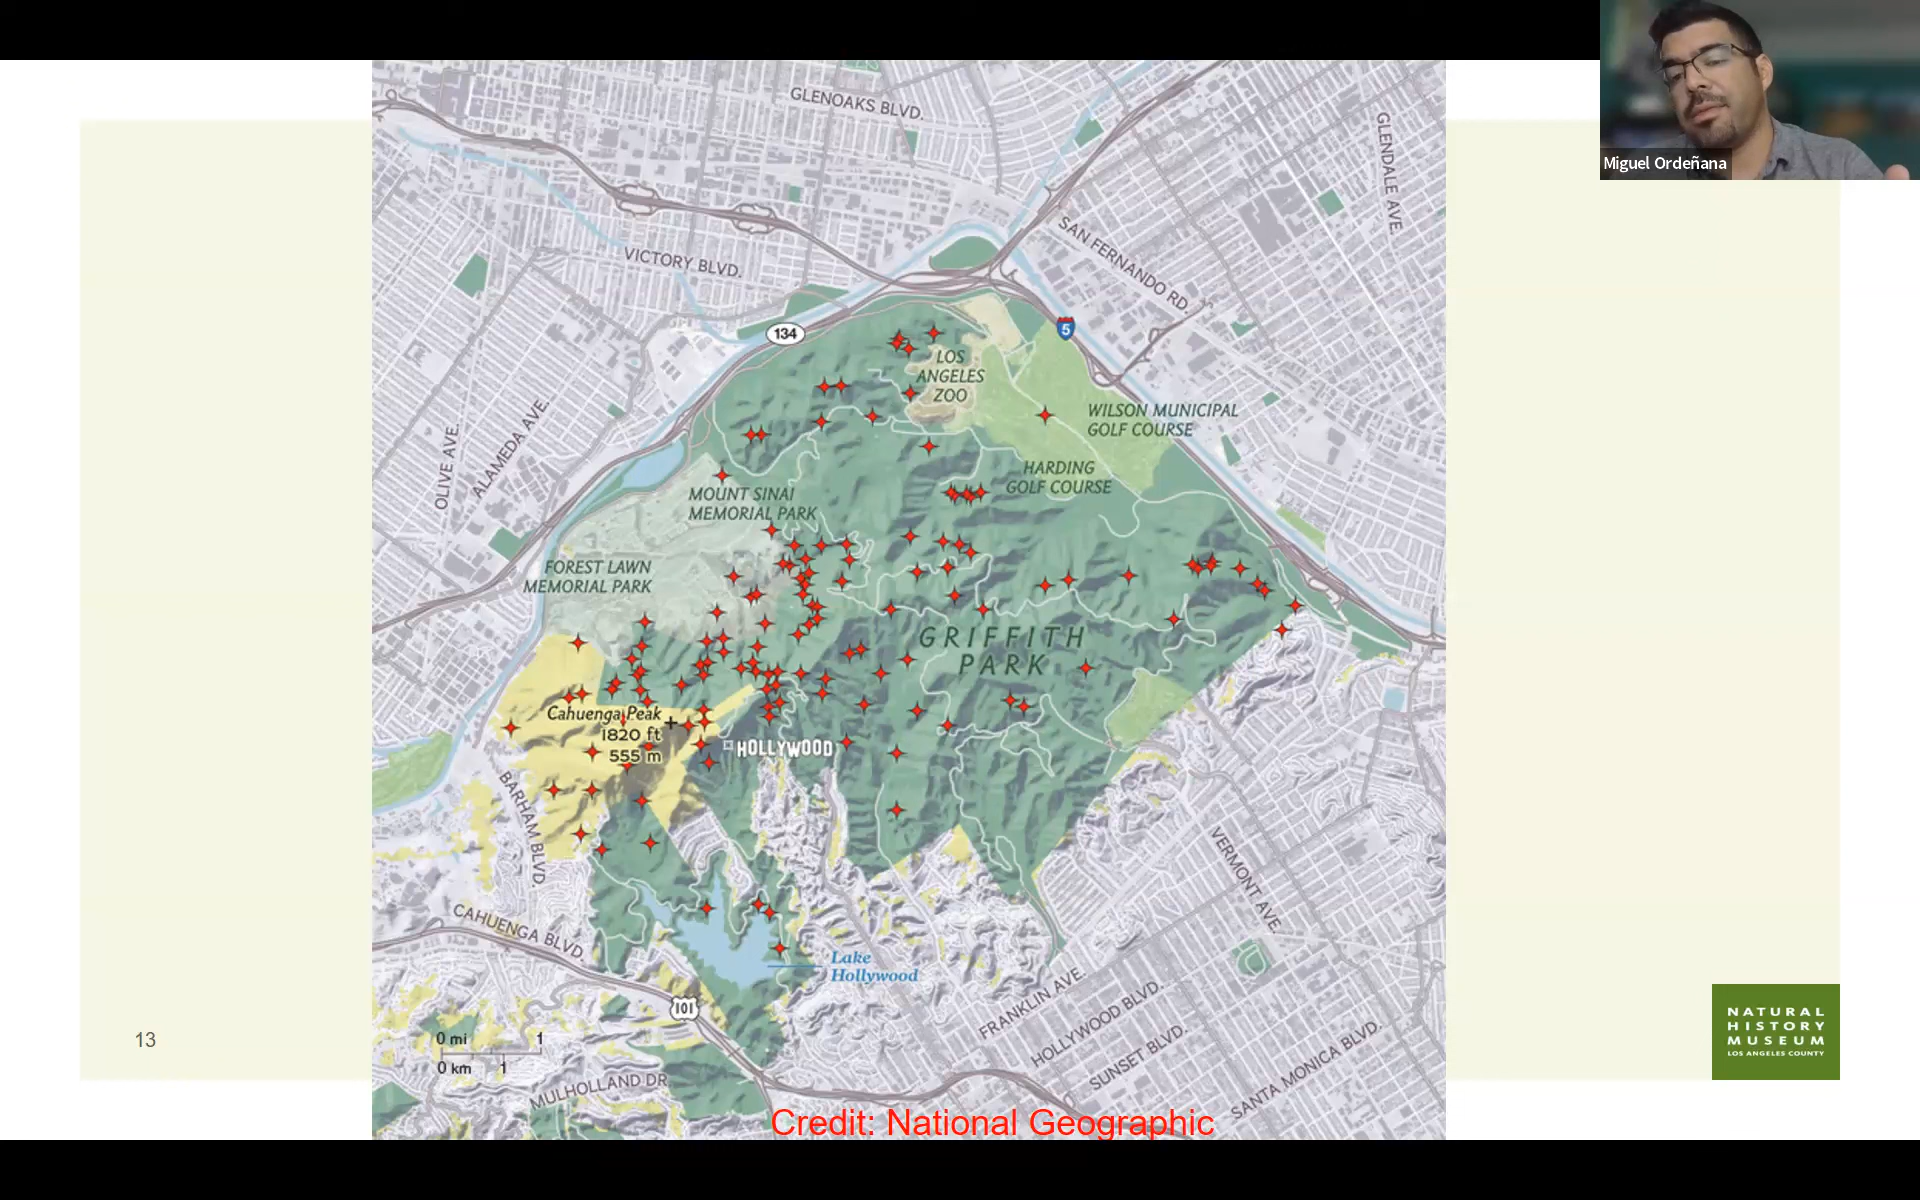 Miguel Ordeñana
GLENOAKS BLVD.
GLENDALE AVE.
SAN FERNANDO RD.
VICTORY BLVD.
134
5
LOS
ANGELES
ZOO
WILSON MUNICIPAL
GOLF COURSE
OLIVE AVE.
ALAMEDA AVE.
HARDING
GOLF COURSE
MOUNT SINAI
MEMORIAL PARK
FOREST LAWN
MEMORIAL PARK
GRIFFITH
PARK
Cahuenga Peak
1820 ft
555 m
HOLLYWOOD
BARHAM BLVD.
VERMONT AVE.
CAHUENGA BLVD.
Lake
Hollywood
101
FRANKLIN AVE.
HOLLYWOOD BLVD.
SUNSET BLVD.
SANTA MONICA BLVD.
0 mi 1
0 km 1
MULHOLLAND DR.
13
NATURAL
HISTORY
MUSEUM
LOS ANGELES COUNTY
Credit: National Geographic